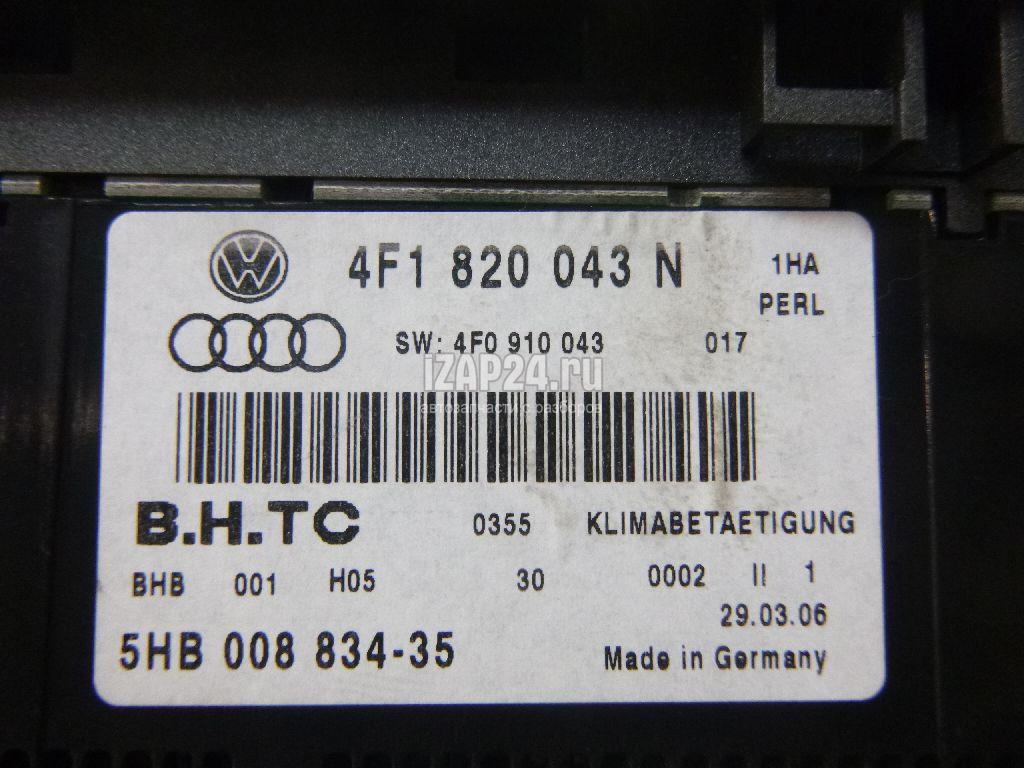 4F1 820 043 N 1HA
PERL
SW: 4F0 910 043 017
iZAP24.ru
автозапчасти с разборов
B.H.TC 0355 KLIMABETAETIGUNG
BHB 001 H05 30 0002 II 1
29.03.06
5HB 008 834-35 Made in Germany